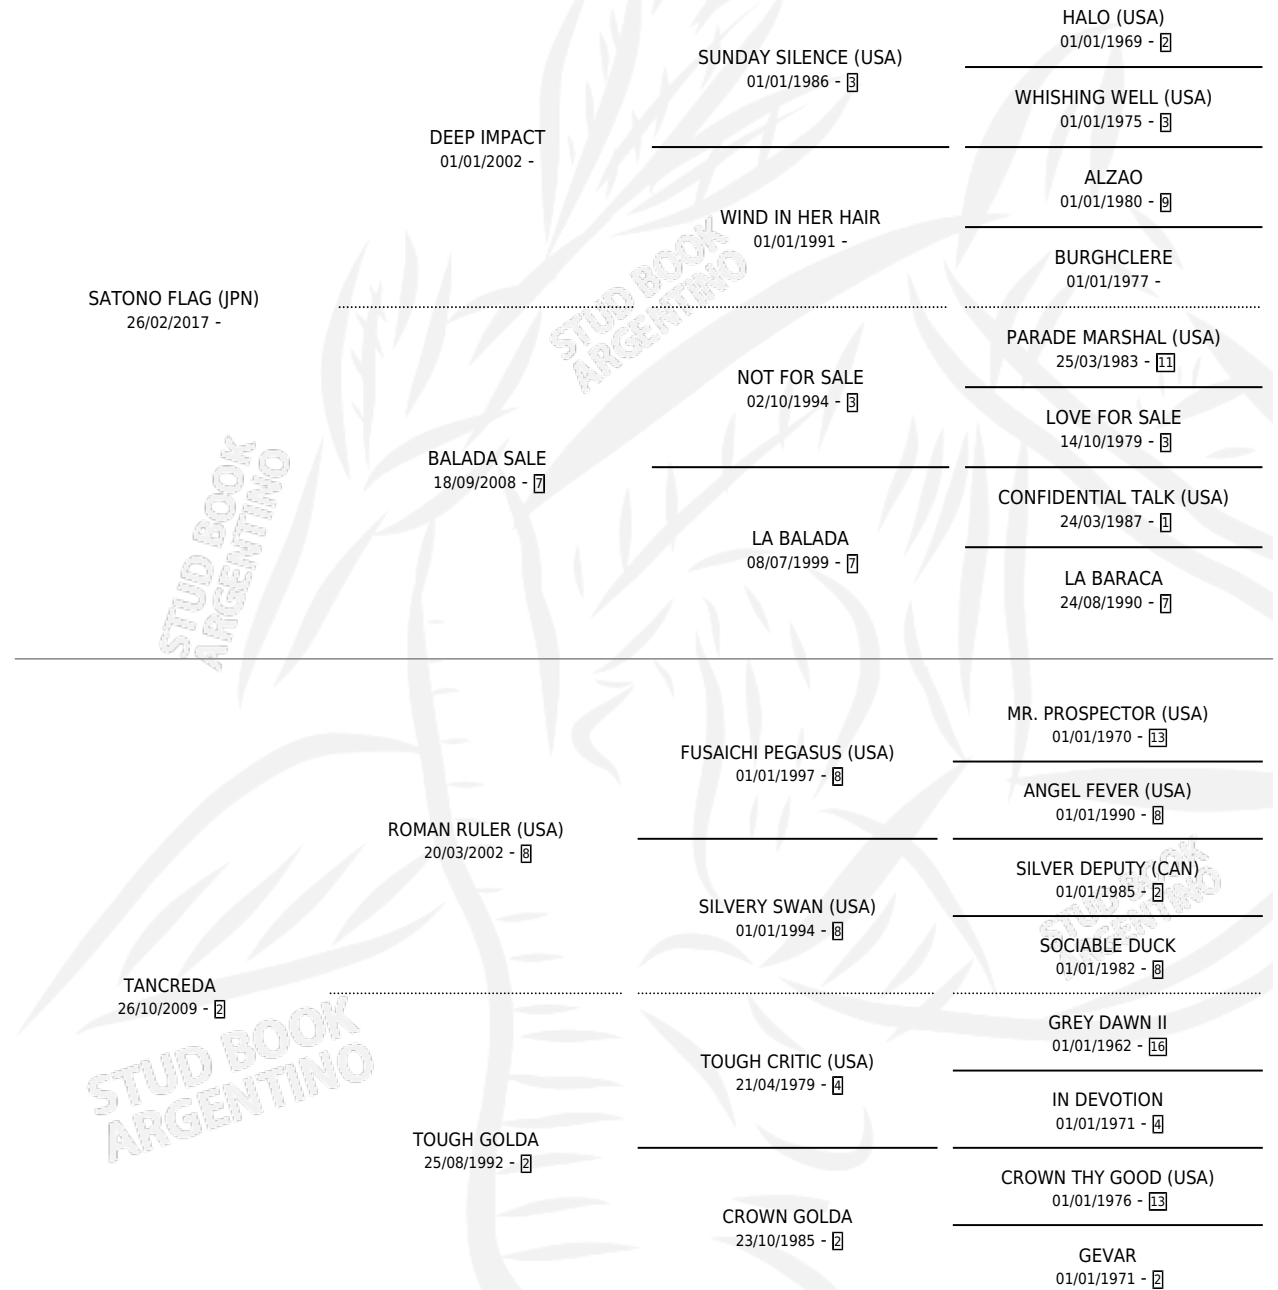 HALO (USA)
01/01/1969 - 2
SUNDAY SILENCE (USA)
01/01/1986 - 3
WHISHING WELL (USA)
01/01/1975 - 3
DEEP IMPACT
01/01/2002 -
ALZAO
01/01/1980 - 9
WIND IN HER HAIR
01/01/1991 -
BURGHCLERE
01/01/1977 -
SATONO FLAG (JPN)
26/02/2017 -
STUD BOOK
ARGENTINO
PARADE MARSHAL (USA)
25/03/1983 - 11
NOT FOR SALE
02/10/1994 - 3
LOVE FOR SALE
14/10/1979 - 3
BALADA SALE
18/09/2008 - 7
CONFIDENTIAL TALK (USA)
24/03/1987 - 1
LA BALADA
08/07/1999 - 7
LA BARACA
24/08/1990 - 7
STUD BOOK
ARGENTINO
MR. PROSPECTOR (USA)
01/01/1970 - 13
FUSAICHI PEGASUS (USA)
01/01/1997 - 8
ANGEL FEVER (USA)
01/01/1990 - 8
ROMAN RULER (USA)
20/03/2002 - 8
SILVER DEPUTY (CAN)
01/01/1985 - 2
SILVERY SWAN (USA)
01/01/1994 - 8
STUD BOOK
ARGENTINO
SOCIABLE DUCK
01/01/1982 - 8
TANCREDA
26/10/2009 - 2
GREY DAWN II
01/01/1962 - 16
TOUGH CRITIC (USA)
21/04/1979 - 4
IN DEVOTION
01/01/1971 - 4
STUD BOOK
ARGENTINO
TOUGH GOLDA
25/08/1992 - 2
CROWN THY GOOD (USA)
01/01/1976 - 13
CROWN GOLDA
23/10/1985 - 2
GEVAR
01/01/1971 - 2